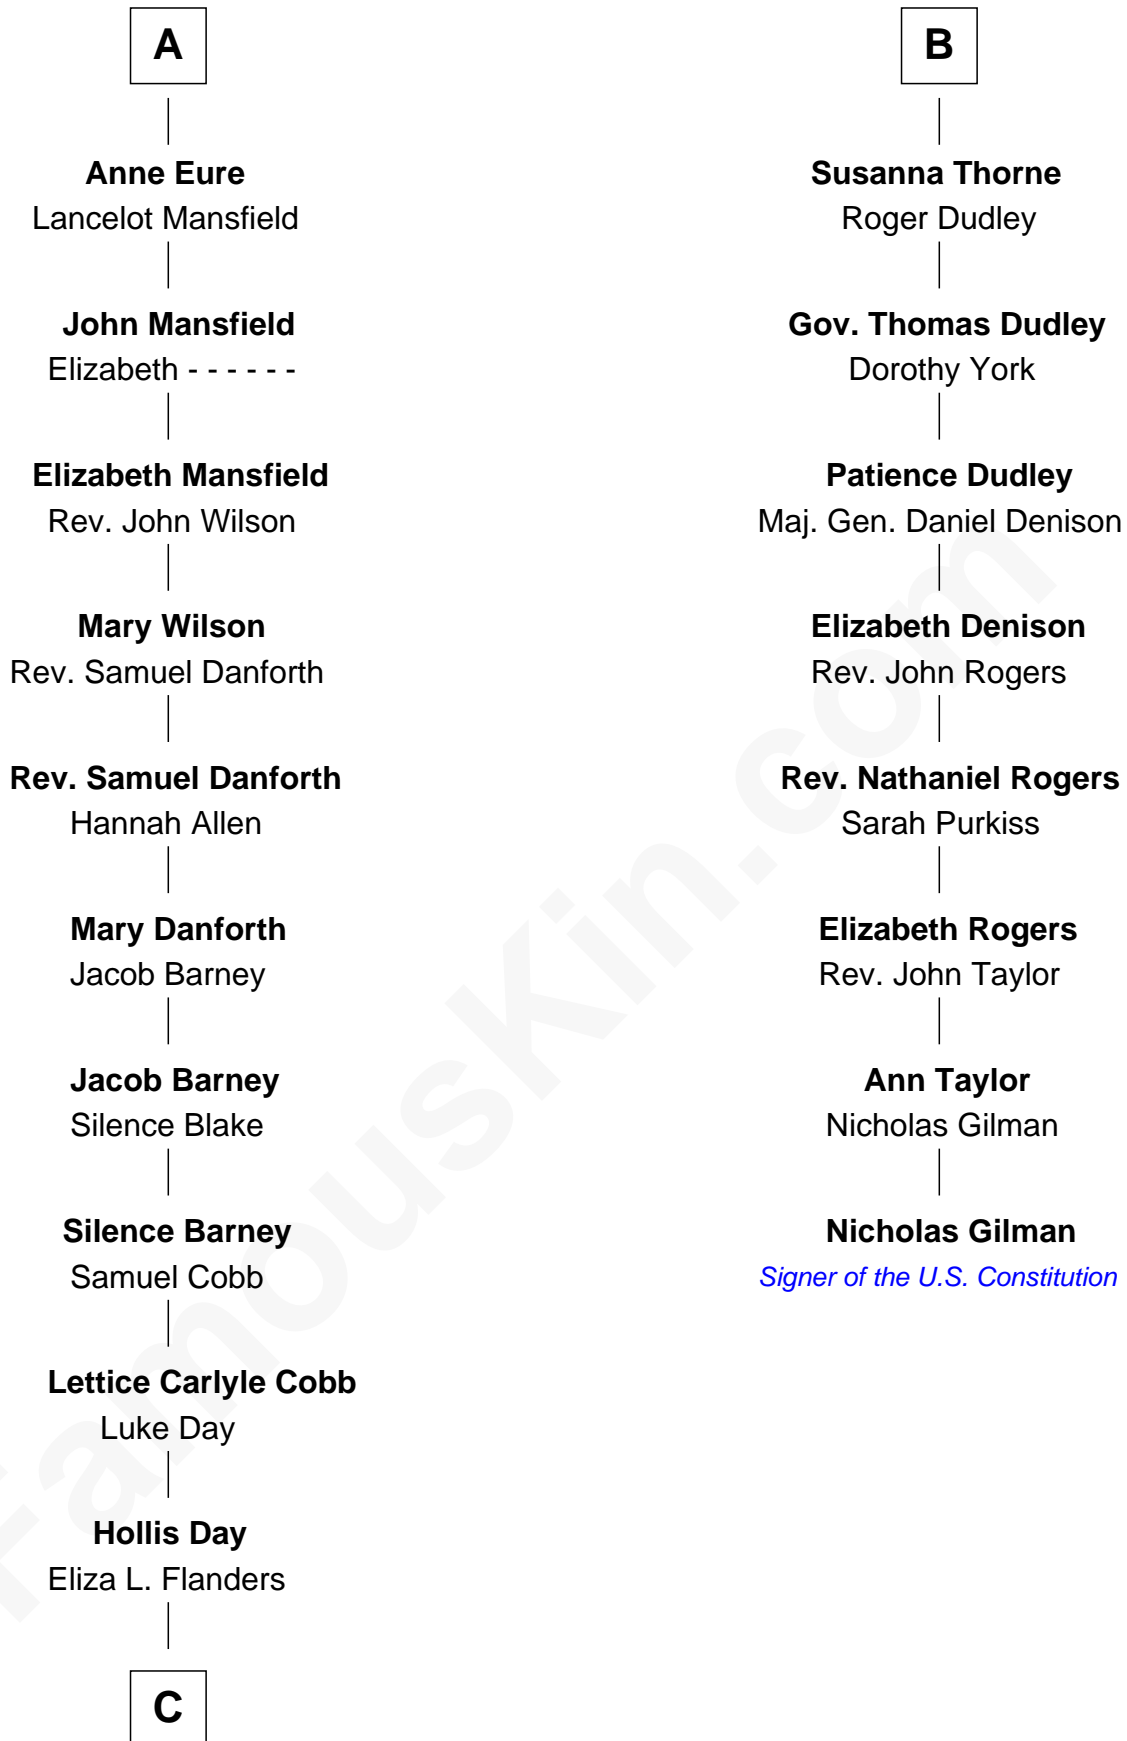 A
Anne Eure
Lancelot Mansfield
John Mansfield
Elizabeth - - - - - -
Elizabeth Mansfield
Rev. John Wilson
Mary Wilson
Rev. Samuel Danforth
Rev. Samuel Danforth
Hannah Allen
Mary Danforth
Jacob Barney
Jacob Barney
Silence Blake
Silence Barney
Samuel Cobb
Lettice Carlyle Cobb
Luke Day
Hollis Day
Eliza L. Flanders
C
B
Susanna Thorne
Roger Dudley
Gov. Thomas Dudley
Dorothy York
Patience Dudley
Maj. Gen. Daniel Denison
Elizabeth Denison
Rev. John Rogers
Rev. Nathaniel Rogers
Sarah Purkiss
Elizabeth Rogers
Rev. John Taylor
Ann Taylor
Nicholas Gilman
Nicholas Gilman
Signer of the U.S. Constitution
FamousKin.com